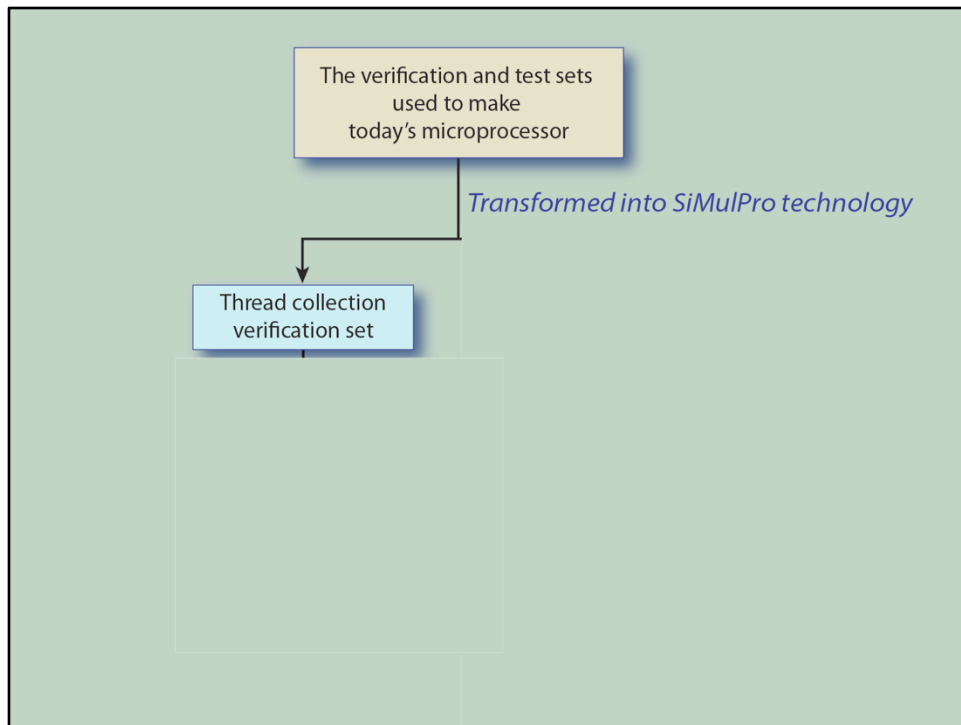 The verification and test sets
used to make
today’s microprocessor
Transformed into SiMulPro technology
Thread collection
verification set